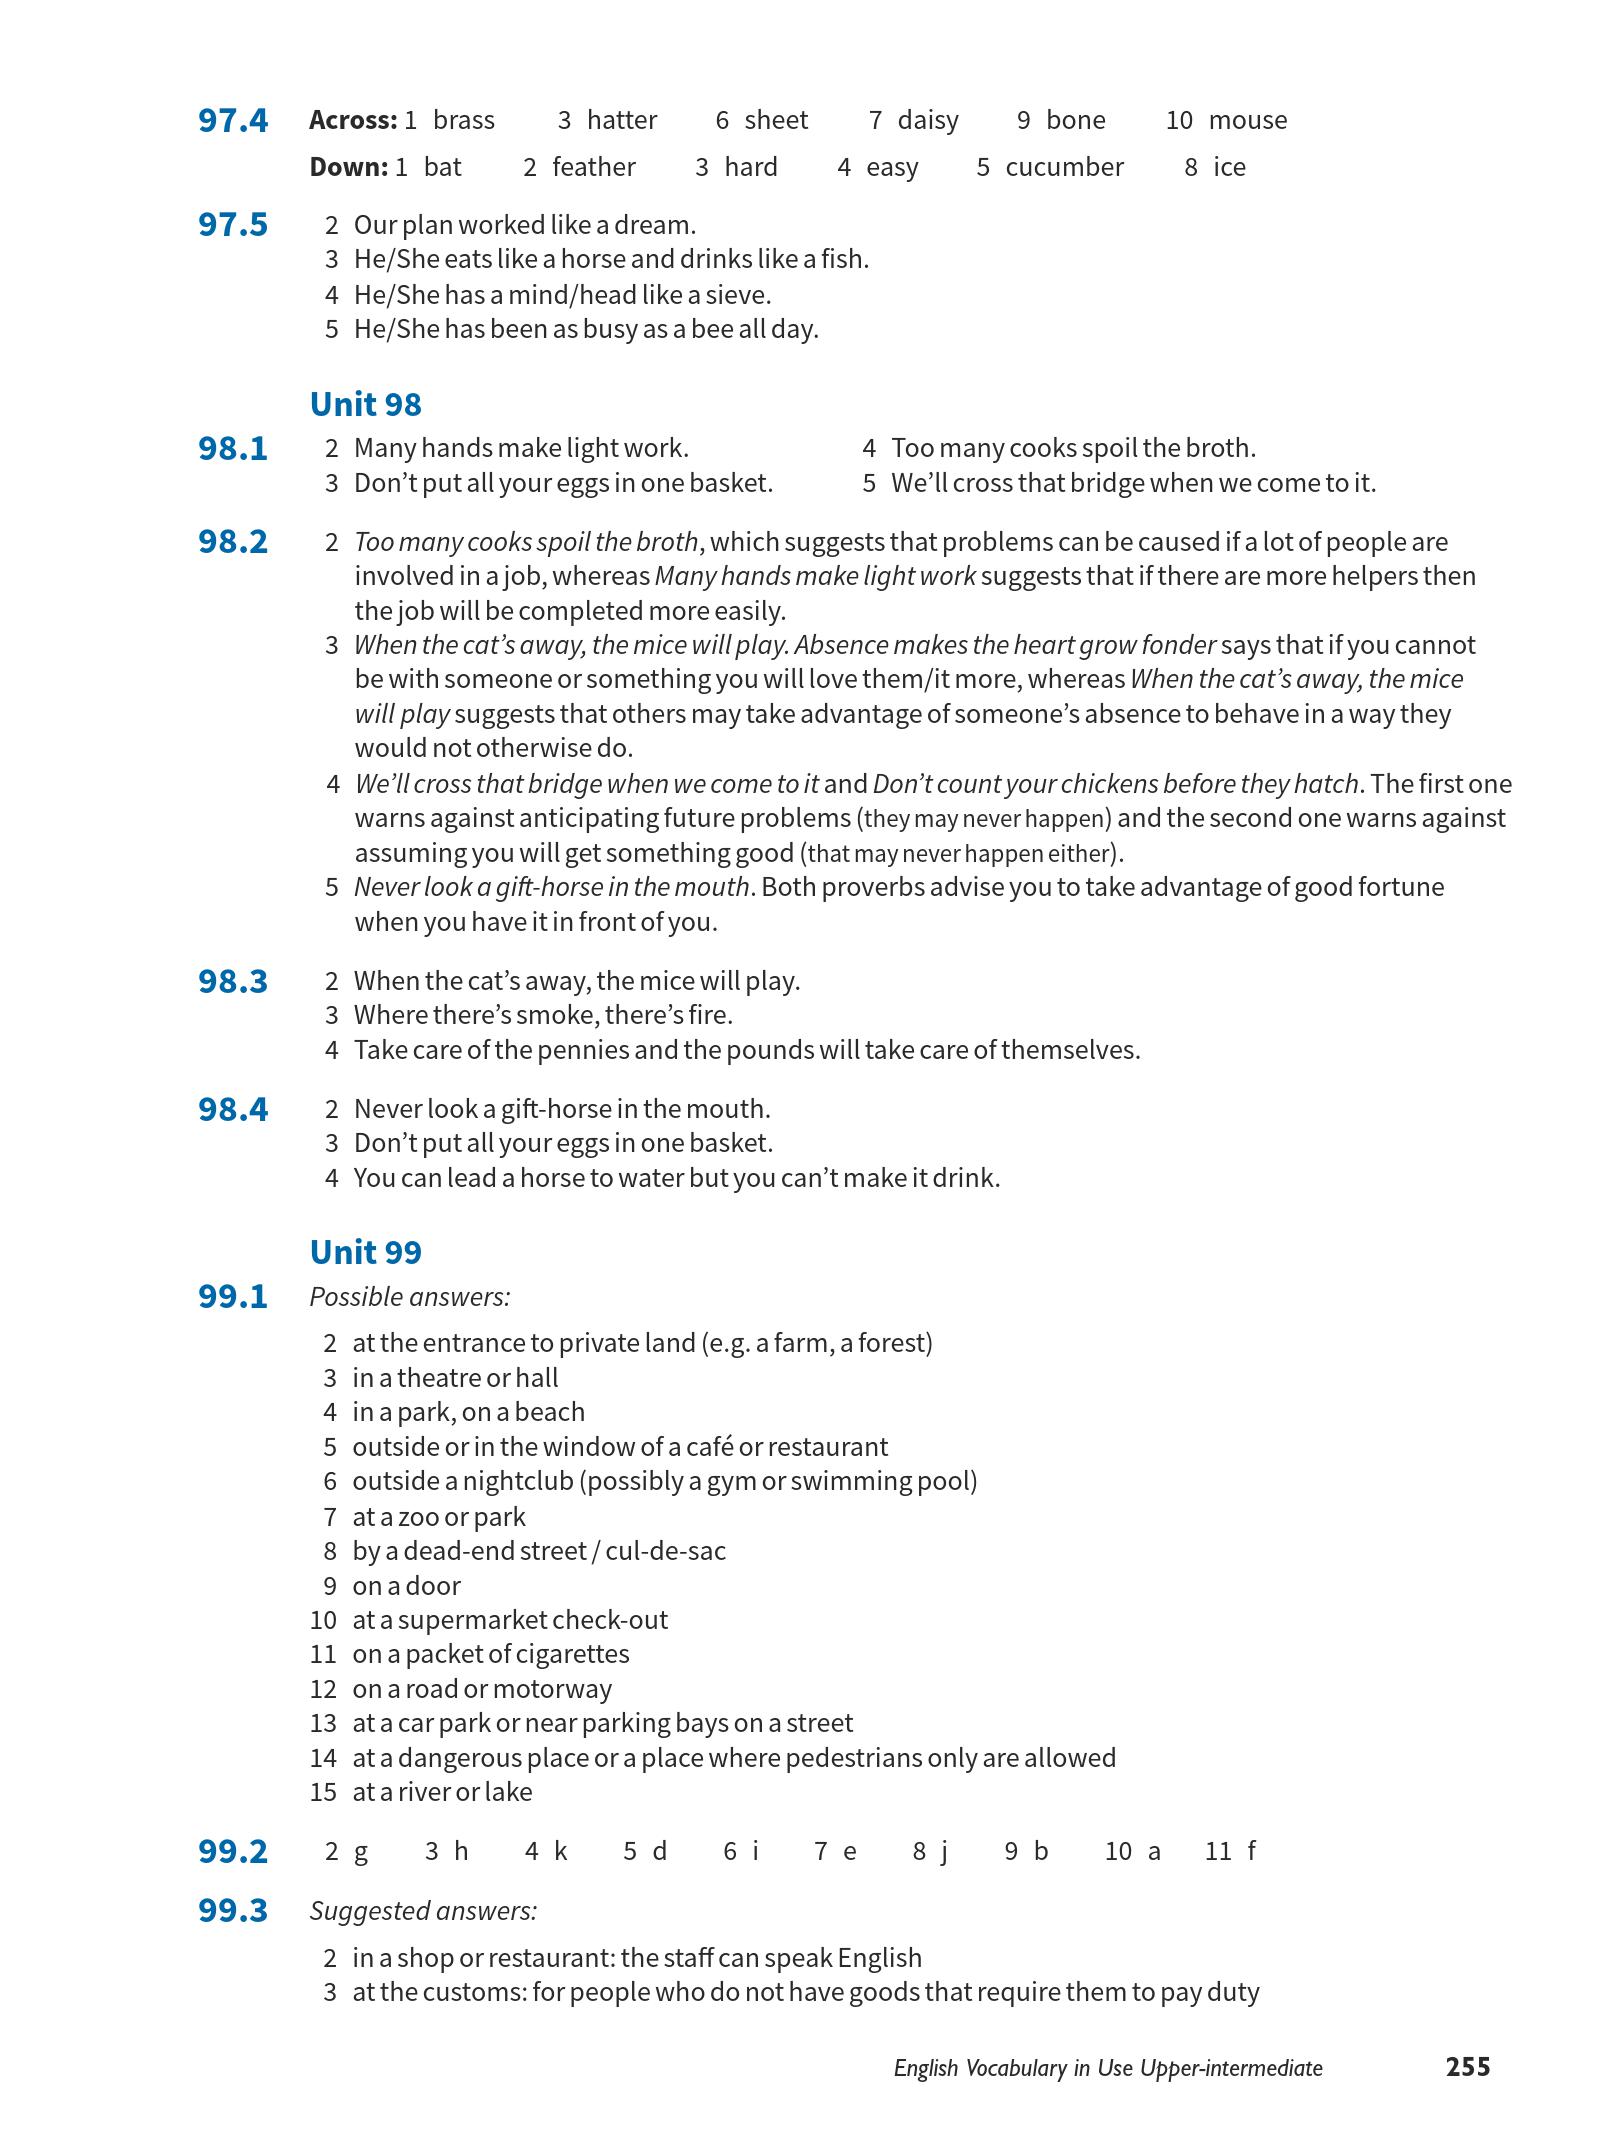 97.4 Across: 1 brass 3 hatter 6 sheet 7 daisy 9 bone 10 mouse
Down: 1 bat 2 feather 3 hard 4 easy 5 cucumber 8 ice
97.5 2 Our plan worked like a dream.
3 He/She eats like a horse and drinks like a fish.
4 He/She has a mind/head like a sieve.
5 He/She has been as busy as a bee all day.
Unit 98
98.1 2 Many hands make light work. 4 Too many cooks spoil the broth.
3 Don’t put all your eggs in one basket. 5 We’ll cross that bridge when we come to it.
98.2 2 Too many cooks spoil the broth, which suggests that problems can be caused if a lot of people are
involved in a job, whereas Many hands make light work suggests that if there are more helpers then
the job will be completed more easily.
3 When the cat’s away, the mice will play. Absence makes the heart grow fonder says that if you cannot
be with someone or something you will love them/it more, whereas When the cat’s away, the mice
will play suggests that others may take advantage of someone’s absence to behave in a way they
would not otherwise do.
4 We’ll cross that bridge when we come to it and Don’t count your chickens before they hatch. The first one
warns against anticipating future problems (they may never happen) and the second one warns against
assuming you will get something good (that may never happen either).
5 Never look a gift-horse in the mouth. Both proverbs advise you to take advantage of good fortune
when you have it in front of you.
98.3 2 When the cat’s away, the mice will play.
3 Where there’s smoke, there’s fire.
4 Take care of the pennies and the pounds will take care of themselves.
98.4 2 Never look a gift-horse in the mouth.
3 Don’t put all your eggs in one basket.
4 You can lead a horse to water but you can’t make it drink.
Unit 99
99.1 Possible answers:
2 at the entrance to private land (e.g. a farm, a forest)
3 in a theatre or hall
4 in a park, on a beach
5 outside or in the window of a café or restaurant
6 outside a nightclub (possibly a gym or swimming pool)
7 at a zoo or park
8 by a dead-end street / cul-de-sac
9 on a door
10 at a supermarket check-out
11 on a packet of cigarettes
12 on a road or motorway
13 at a car park or near parking bays on a street
14 at a dangerous place or a place where pedestrians only are allowed
15 at a river or lake
99.2 2 g 3 h 4 k 5 d 6 i 7 e 8 j 9 b 10 a 11 f
99.3 Suggested answers:
2 in a shop or restaurant: the staff can speak English
3 at the customs: for people who do not have goods that require them to pay duty
English Vocabulary in Use Upper-intermediate 255